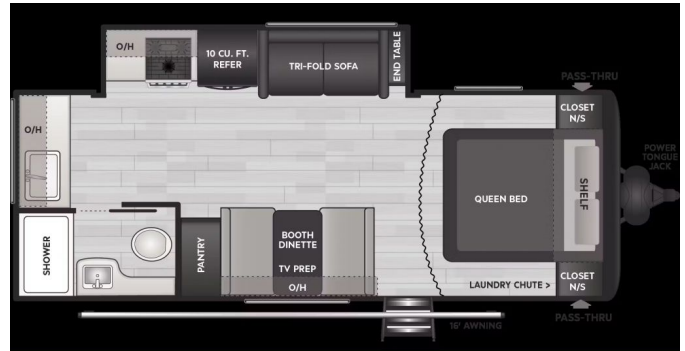 O/H
10 CU. FT.
REFER
TRI-FOLD SOFA
END TABLE
PASS-THRU
CLOSET
N/S
O/H
POWER
TONGUE
JACK
QUEEN BED
SHELF
SHOWER
PANTRY
BOOTH
DINETTE
TV PREP
O/H
LAUNDRY CHUTE >
CLOSET
N/S
PASS-THRU
16' AWNING